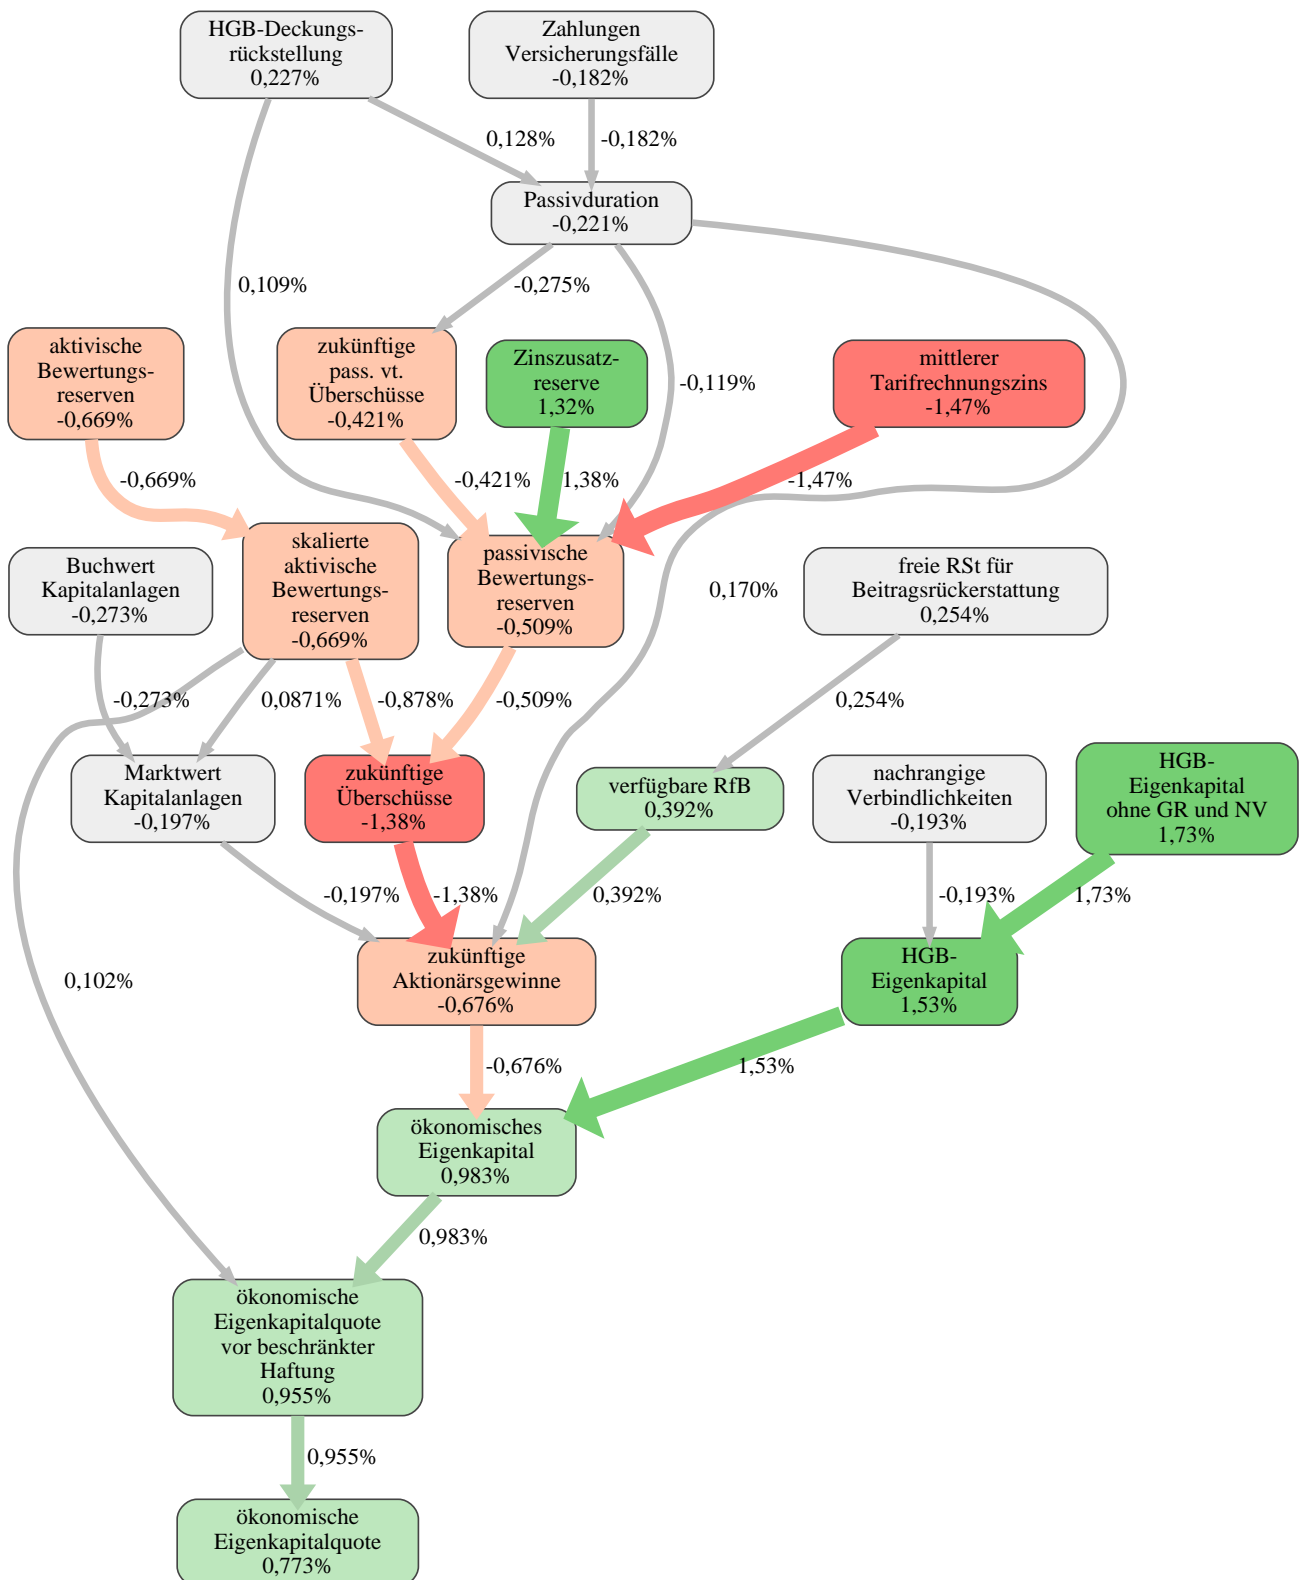 HGB-Deckungs-
rückstellung
0,227%
Zahlungen
Versicherungsfälle
-0,182%
0,128%
-0,182%
Passivduration
-0,221%
0,109%
-0,275%
-0,119%
aktivische
Bewertungs-
reserven
-0,669%
zukünftige
pass. vt.
Überschüsse
-0,421%
Zinszusatz-
reserve
1,32%
mittlerer
Tarifrechnungszins
-1,47%
-0,669%
-0,421%
1,38%
-1,47%
Buchwert
Kapitalanlagen
-0,273%
skalierte
aktivische
Bewertungs-
reserven
-0,669%
passivische
Bewertungs-
reserven
-0,509%
0,170%
freie RSt für
Beitragsrückerstattung
0,254%
-0,273%
0,0871%
-0,878%
-0,509%
0,254%
Marktwert
Kapitalanlagen
-0,197%
zukünftige
Überschüsse
-1,38%
verfügbare RfB
0,392%
nachrangige
Verbindlichkeiten
-0,193%
HGB-
Eigenkapital
ohne GR und NV
1,73%
-0,197%
-1,38%
0,392%
-0,193%
1,73%
0,102%
zukünftige
Aktionärsgewinne
-0,676%
HGB-
Eigenkapital
1,53%
-0,676%
1,53%
ökonomisches
Eigenkapital
0,983%
0,983%
ökonomische
Eigenkapitalquote
vor beschränkter
Haftung
0,955%
0,955%
ökonomische
Eigenkapitalquote
0,773%